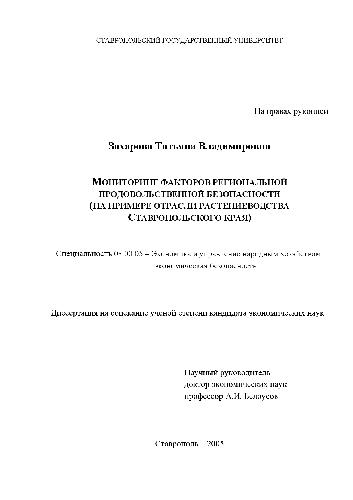 СТАВРОПОЛЬСКИЙ ГОСУДАРСТВЕННЫЙ УНИВЕРСИТЕТ
На правах рукописи
Захарова Татьяна Владимировна
МОНИТОРИНГ ФАКТОРОВ РЕГИОНАЛЬНОЙ
ПРОДОВОЛЬСТВЕННОЙ БЕЗОПАСНОСТИ
(НА ПРИМЕРЕ ОТРАСЛИ РАСТЕНИЕВОДСТВА
СТАВРОПОЛЬСКОГО КРАЯ)
Специальность 08.00.05 – Экономика и управление народным хозяйством:
экономическая безопасность
Диссертация на соискание ученой степени кандидата экономических наук
Научный руководитель
доктор экономических наук
профессор А.И. Белоусов
Ставрополь – 2005